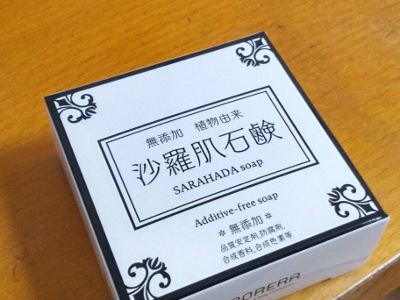 無添加 植物由来
沙羅肌石鹸
SARAHADA soap
Additive-free soap
* 無添加 *
品質安定剤,防腐剤,
合成香料,合成色素等